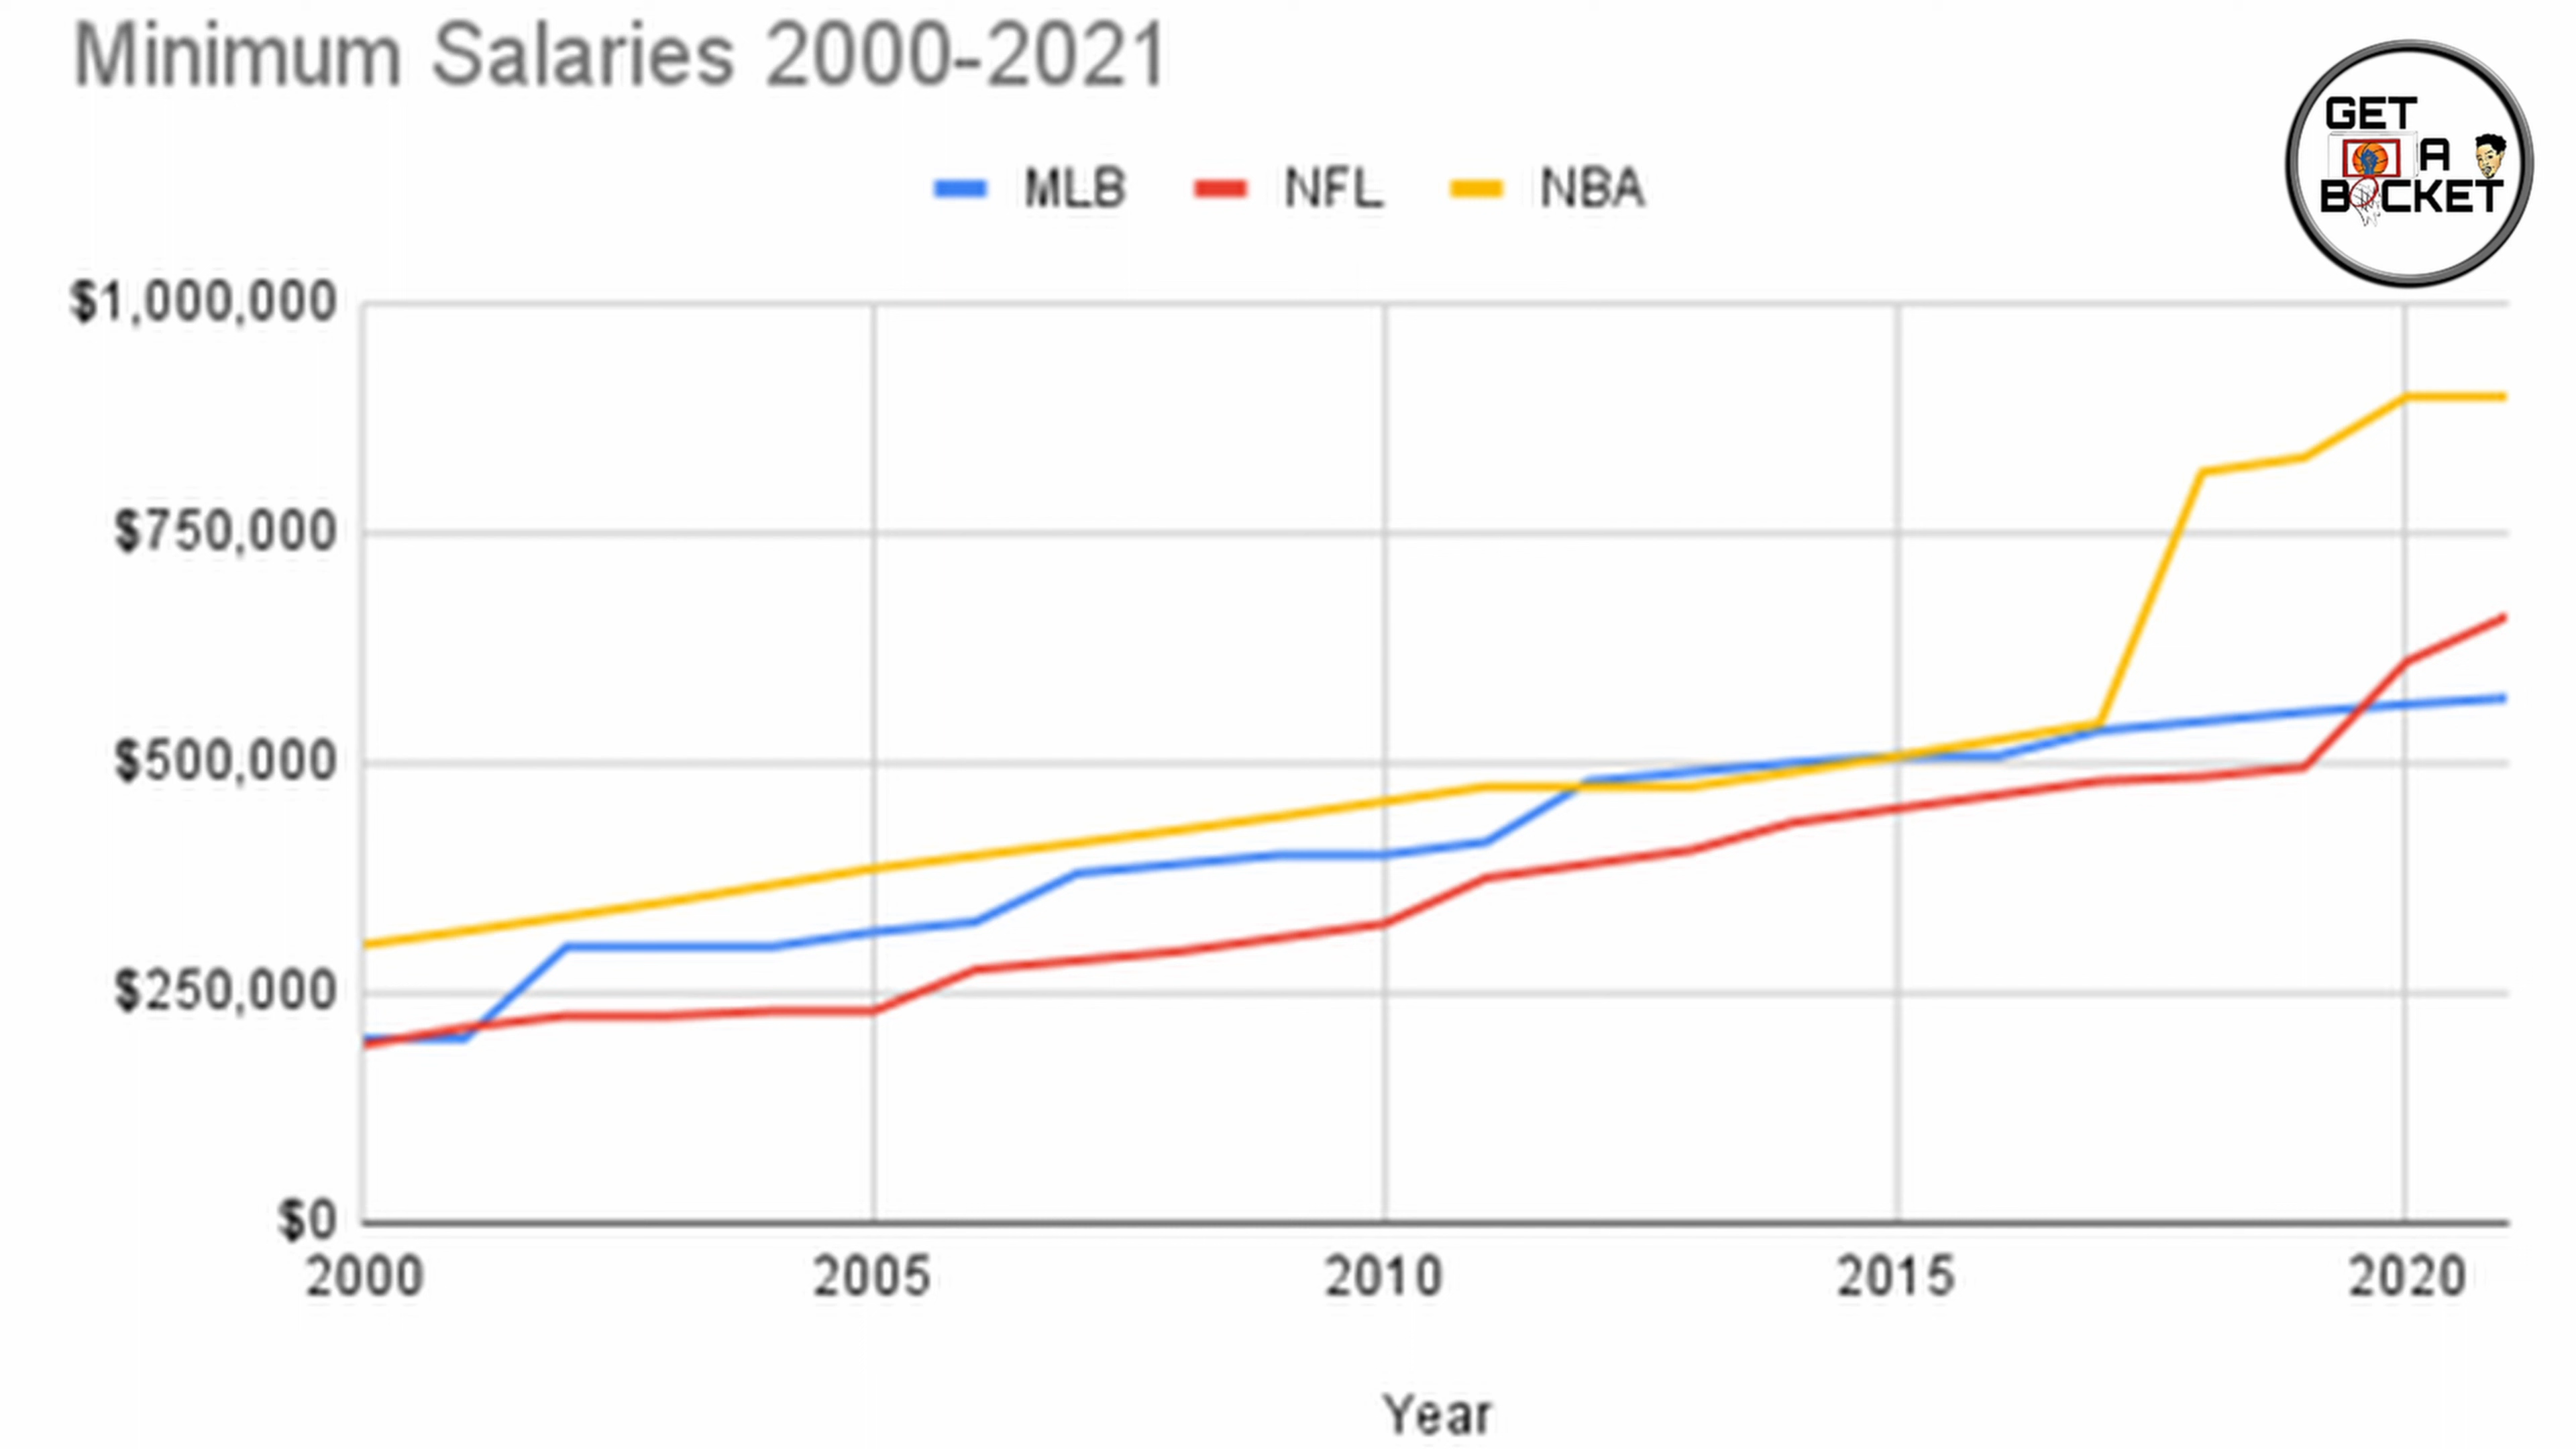 Minimum Salaries 2000-2021
GET
A
BUCKET
MLB NFL NBA
$1,000,000
$750,000
$500,000
$250,000
$0
2000 2005 2010 2015 2020
Year